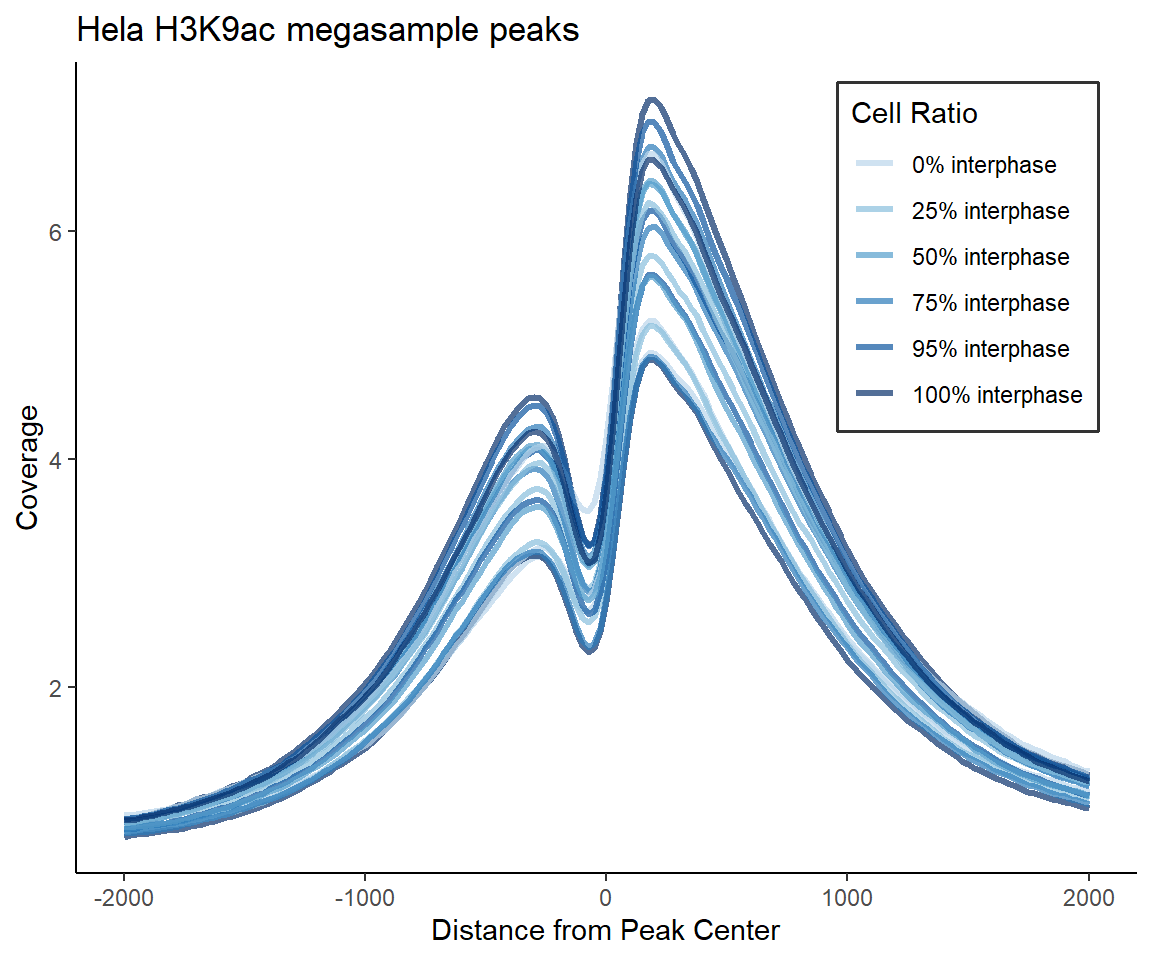 Hela H3K9ac megasample peaks
Cell Ratio
0% interphase
25% interphase
50% interphase
75% interphase
95% interphase
100% interphase
Coverage
6
4
2
-2000
-1000
0
1000
2000
Distance from Peak Center